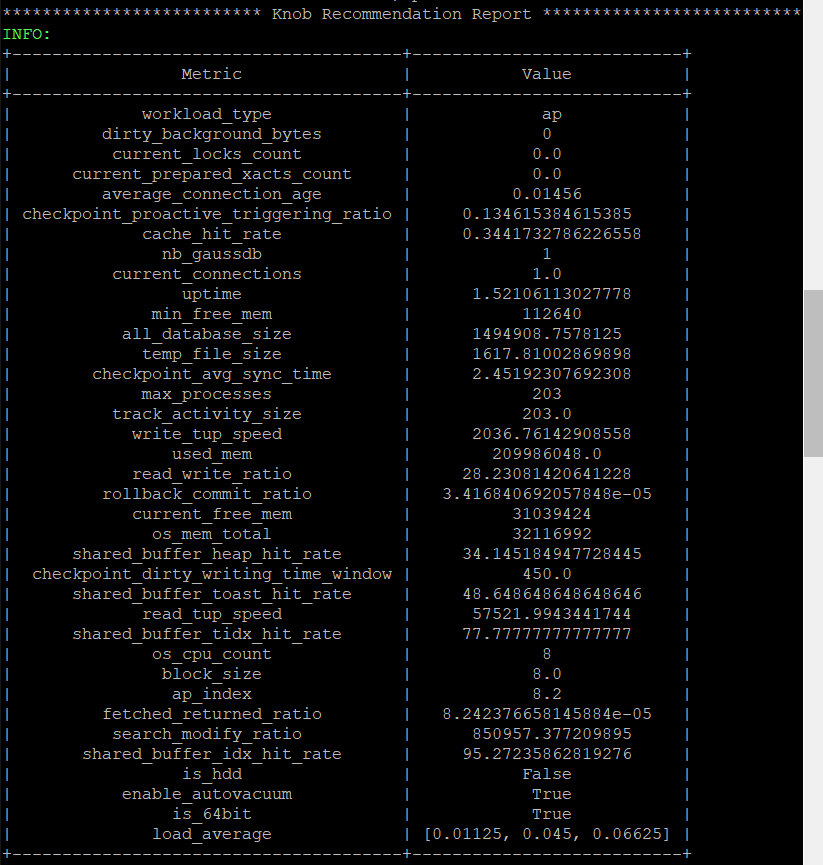 ************************* Knob Recommendation Report **************************
INFO:
+---------------------------------------+---------------------------+
| Metric | Value |
+---------------------------------------+---------------------------+
| workload_type | ap |
| dirty_background_bytes | 0 |
| current_locks_count | 0.0 |
| current_prepared_xacts_count | 0.0 |
| average_connection_age | 0.01456 |
| checkpoint_proactive_triggering_ratio | 0.134615384615385 |
| cache_hit_rate | 0.3441732786226558 |
| nb_gaussdb | 1 |
| current_connections | 1.0 |
| uptime | 1.52106113027778 |
| min_free_mem | 112640 |
| all_database_size | 1494908.7578125 |
| temp_file_size | 1617.81002869898 |
| checkpoint_avg_sync_time | 2.45192307692308 |
| max_processes | 203 |
| track_activity_size | 203.0 |
| write_tup_speed | 2036.76142908558 |
| used_mem | 209986048.0 |
| read_write_ratio | 28.23081420641228 |
| rollback_commit_ratio | 3.416840692057848e-05 |
| current_free_mem | 31039424 |
| os_mem_total | 32116992 |
| shared_buffer_heap_hit_rate | 34.145184947728445 |
| checkpoint_dirty_writing_time_window | 450.0 |
| shared_buffer_toast_hit_rate | 48.648648648648646 |
| read_tup_speed | 57521.9943441744 |
| shared_buffer_tidx_hit_rate | 77.77777777777777 |
| os_cpu_count | 8 |
| block_size | 8.0 |
| ap_index | 8.2 |
| fetched_returned_ratio | 8.242376658145884e-05 |
| search_modify_ratio | 850957.377209895 |
| shared_buffer_idx_hit_rate | 95.27235862819276 |
| is_hdd | False |
| enable_autovacuum | True |
| is_64bit | True |
| load_average | [0.01125, 0.045, 0.06625] |
+---------------------------------------+---------------------------+